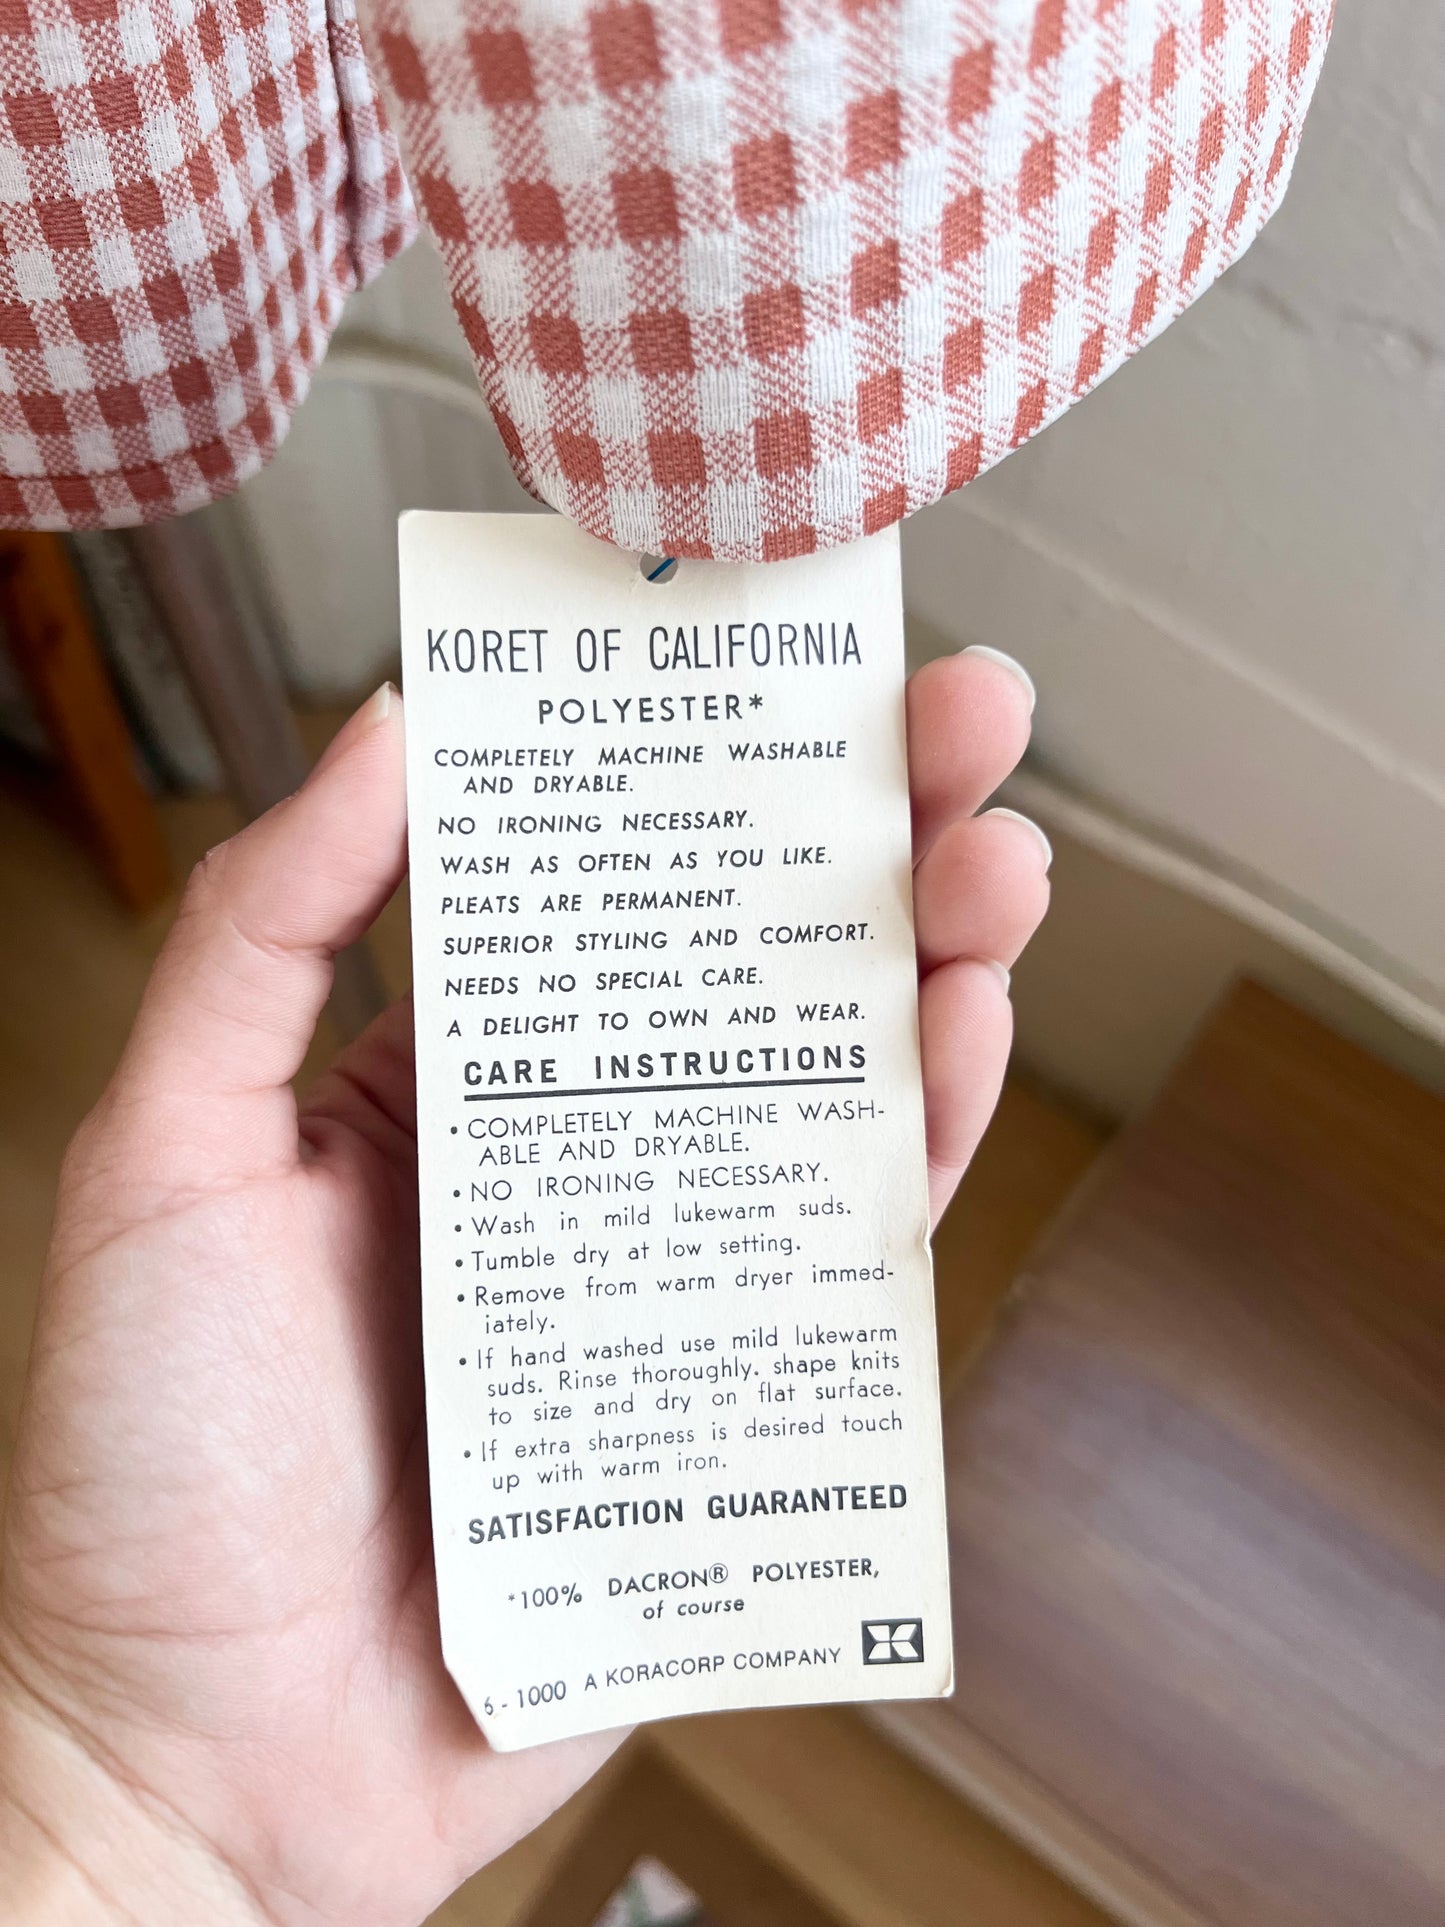 KORET OF CALIFORNIA
POLYESTER*
COMPLETELY MACHINE WASHABLE
AND DRYABLE.
NO IRONING NECESSARY.
WASH AS OFTEN AS YOU LIKE.
PLEATS ARE PERMANENT.
SUPERIOR STYLING AND COMFORT.
NEEDS NO SPECIAL CARE.
A DELIGHT TO OWN AND WEAR.
CARE INSTRUCTIONS
• COMPLETELY MACHINE WASH-
ABLE AND DRYABLE.
• NO IRONING NECESSARY.
• Wash in mild lukewarm suds.
• Tumble dry at low setting.
• Remove from warm dryer immed-
iately.
• If hand washed use mild lukewarm
suds. Rinse thoroughly. shape knits
to size and dry on flat surface.
• If extra sharpness is desired touch
up with warm iron.
SATISFACTION GUARANTEED
*100% DACRON® POLYESTER,
of course
6 - 1000 A KORACORP COMPANY